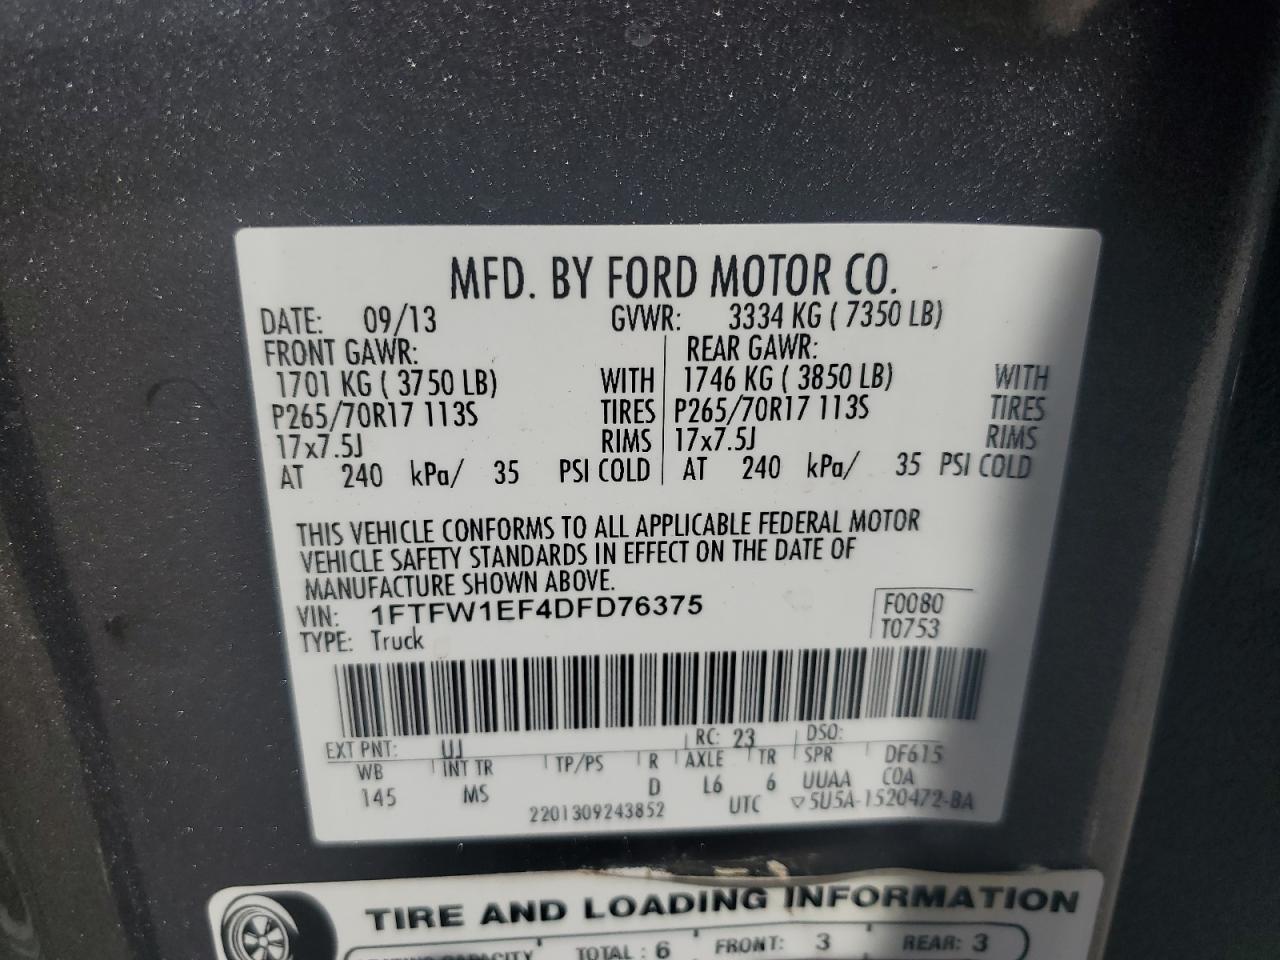 MFD. BY FORD MOTOR CO.
DATE: 09/13 GVWR: 3334 KG ( 7350 LB)
FRONT GAWR: REAR GAWR:
1701 KG ( 3750 LB) WITH 1746 KG ( 3850 LB) WITH
P265/70R17 113S TIRES P265/70R17 113S TIRES
17x7.5J RIMS 17x7.5J RIMS
AT 240 kPa/ 35 PSI COLD AT 240 kPa/ 35 PSI COLD
THIS VEHICLE CONFORMS TO ALL APPLICABLE FEDERAL MOTOR
VEHICLE SAFETY STANDARDS IN EFFECT ON THE DATE OF
MANUFACTURE SHOWN ABOVE.
VIN: 1FTFW1EF4DFD76375 F0080
TYPE: Truck T0753
EXT PNT: UJ RC: 23 DSO:
WB INT TR TP/PS R AXLE TR SPR DF615
145 MS D L6 6 UUAA COA
2201309243852 UTC ▽5U5A-1520472-BA
TIRE AND LOADING INFORMATION
CAPACITY TOTAL : 6 FRONT: 3 REAR: 3